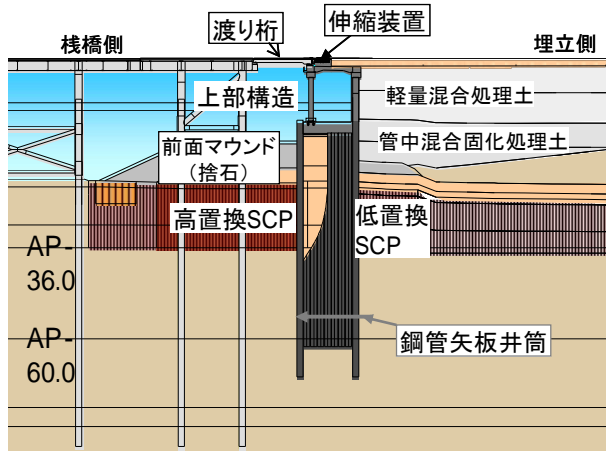 渡り桁
伸縮装置
桟橋側
埋立側
上部構造
軽量混合処理土
前面マウンド
(捨石)
管中混合固化処理土
高置換SCP
低置換
SCP
AP-
36.0
AP-
60.0
鋼管矢板井筒